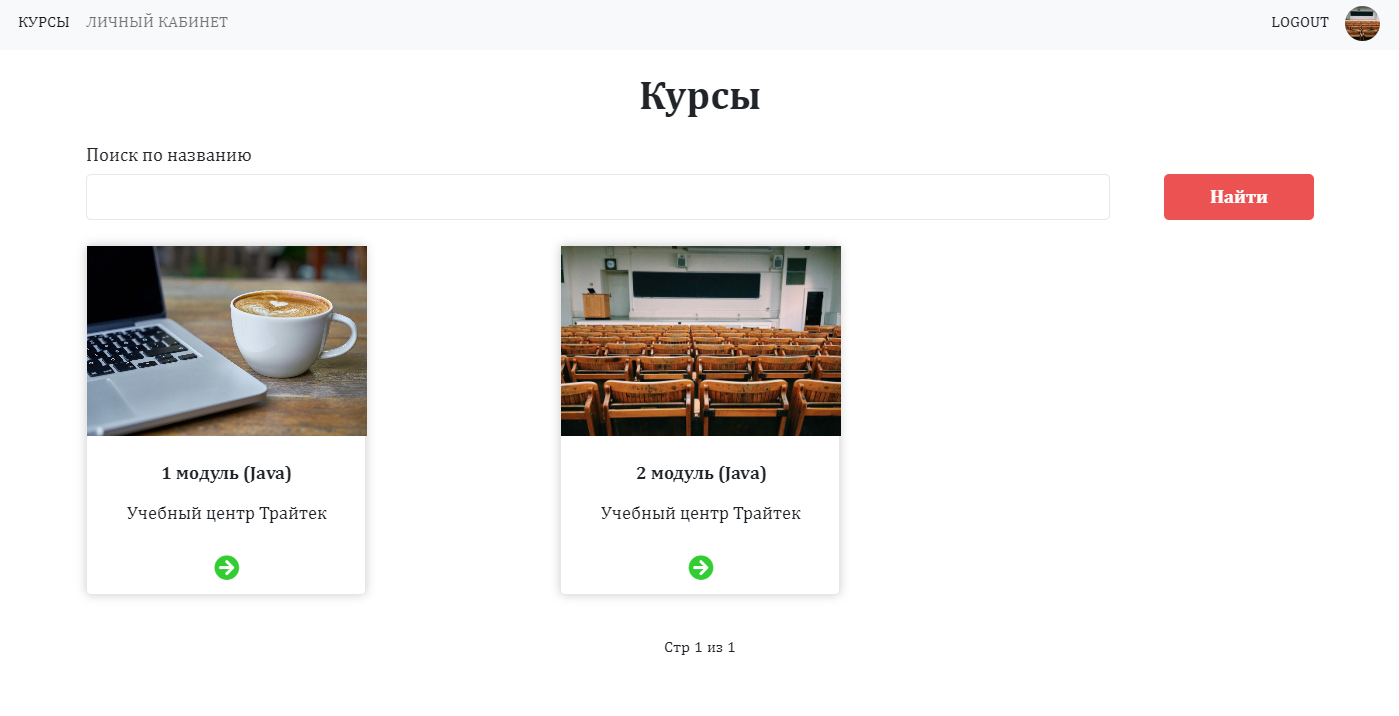 КУРСЫ ЛИЧНЫЙ КАБИНЕТ LOGOUT
Курсы
Поиск по названию
Найти
1 модуль (Java)
Учебный центр Трайтек
2 модуль (Java)
Учебный центр Трайтек
Стр 1 из 1